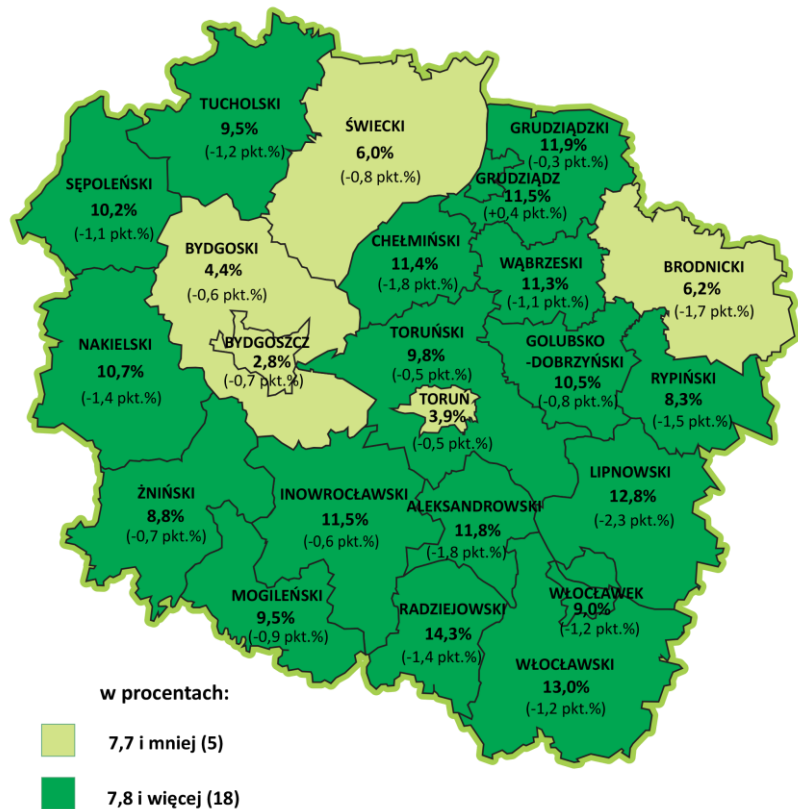 TUCHOLSKI
9,5%
(-1,2 pkt.%)
ŚWIECKI
6,0%
(-0,8 pkt.%)
GRUDZIĄDZKI
11,9%
(-0,3 pkt.%)
GRUDZIĄDZ
11,5%
(+0,4 pkt.%)
SĘPOLEŃSKI
10,2%
(-1,1 pkt.%)
BYDGOSKI
4,4%
(-0,6 pkt.%)
CHEŁMIŃSKI
11,4%
(-1,8 pkt.%)
WĄBRZESKI
11,3%
(-1,1 pkt.%)
BRODNICKI
6,2%
(-1,7 pkt.%)
NAKIELSKI
10,7%
(-1,4 pkt.%)
BYDGOSZCZ
2,8%
(-0,7 pkt.%)
TORUŃSKI
9,8%
(-0,5 pkt.%)
GOLUBSKO
-DOBRZYŃSKI
10,5%
(-0,8 pkt.%)
RYPIŃSKI
8,3%
(-1,5 pkt.%)
TORUŃ
3,9%
(-0,5 pkt.%)
ŻNIŃSKI
8,8%
(-0,7 pkt.%)
INOWROCŁAWSKI
11,5%
(-0,6 pkt.%)
ALEKSANDROWSKI
11,8%
(-1,8 pkt.%)
LIPNOWSKI
12,8%
(-2,3 pkt.%)
MOGILEŃSKI
9,5%
(-0,9 pkt.%)
RADZIEJOWSKI
14,3%
(-1,4 pkt.%)
WŁOCŁAWEK
9,0%
(-1,2 pkt.%)
WŁOCŁAWSKI
13,0%
(-1,2 pkt.%)
w procentach:
7,7 i mniej (5)
7,8 i więcej (18)